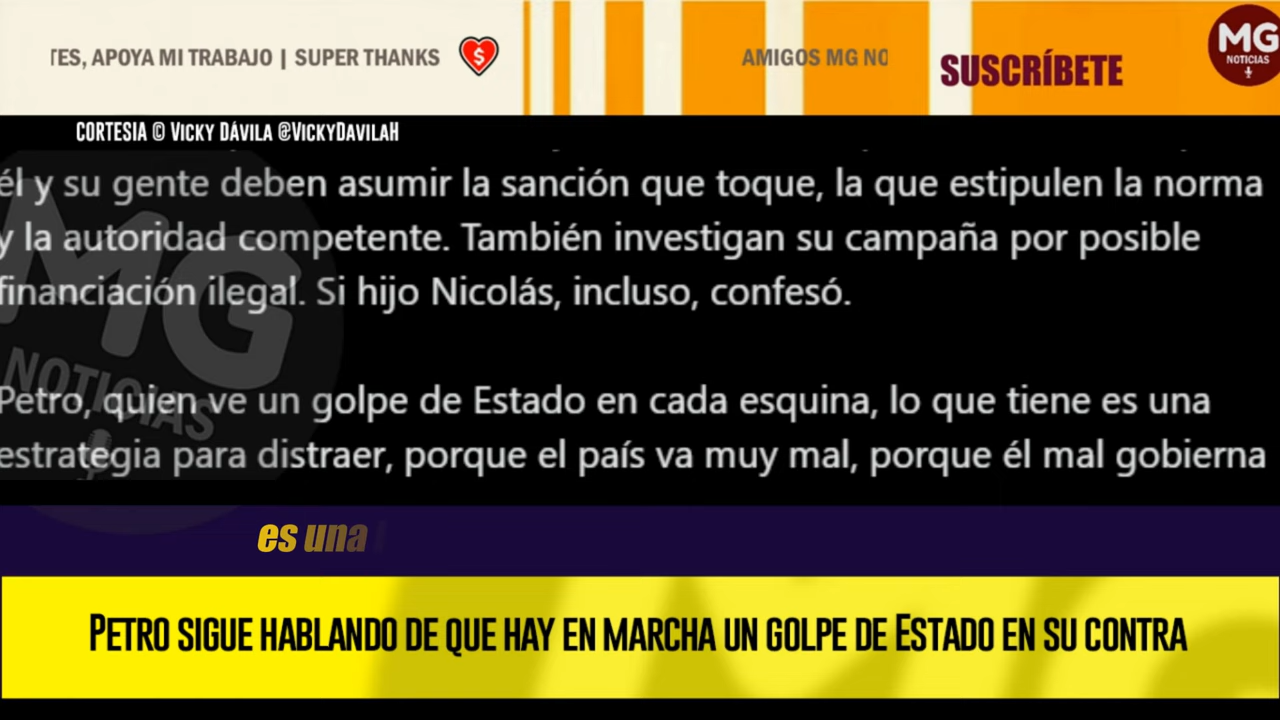 TES, APOYA MI TRABAJO | SUPER THANKS
AMIGOS MG NO
SUSCRÍBETE
MG
NOTICIAS
CORTESIA © VICKY DÁVILA @VICKYDAVILAH
él y su gente deben asumir la sanción que toque, la que estipulen la norma
y la autoridad competente. También investigan su campaña por posible
financiación ilegal. Si hijo Nicolás, incluso, confesó.
Petro, quien ve un golpe de Estado en cada esquina, lo que tiene es una
estrategia para distraer, porque el país va muy mal, porque él mal gobierna
MG
NOTICIAS
es una
PETRO SIGUE HABLANDO DE QUE HAY EN MARCHA UN GOLPE DE ESTADO EN SU CONTRA